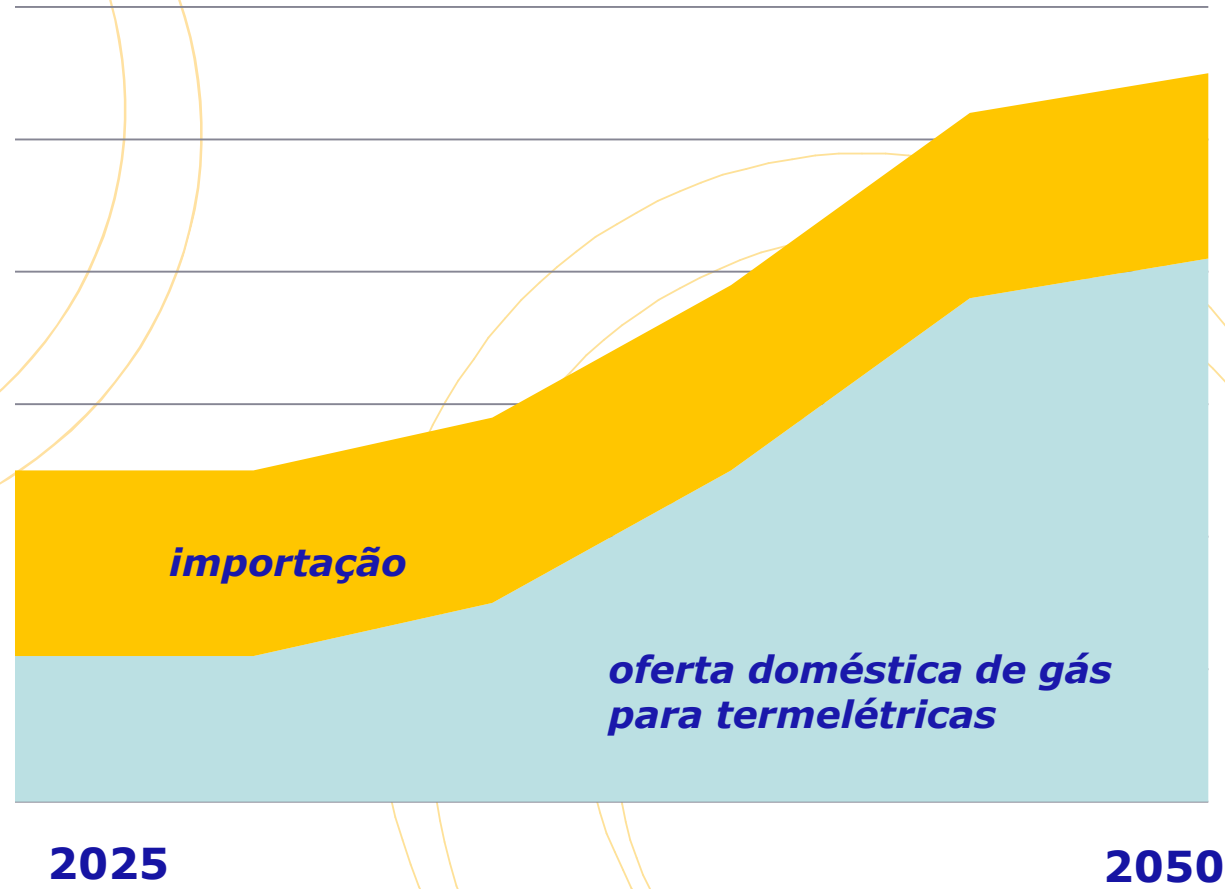 importação
oferta doméstica de gás
para termelétricas
2025
2050